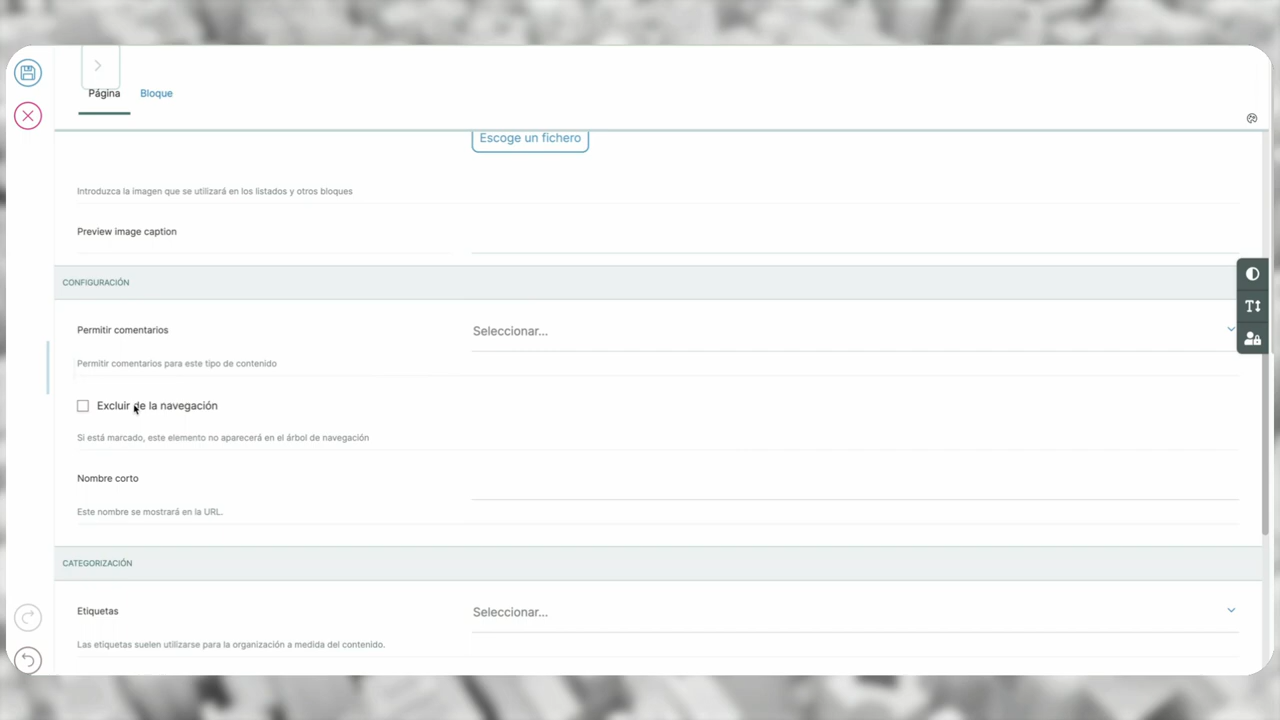 Página
Bloque
Escoge un fichero
Introduzca la imagen que se utilizará en los listados y otros bloques
Preview image caption
CONFIGURACIÓN
Permitir comentarios
Seleccionar...
Permitir comentarios para este tipo de contenido
Excluir de la navegación
Si está marcado, este elemento no aparecerá en el árbol de navegación
Nombre corto
Este nombre se mostrará en la URL.
CATEGORIZACIÓN
Etiquetas
Seleccionar...
Las etiquetas suelen utilizarse para la organización a medida del contenido.